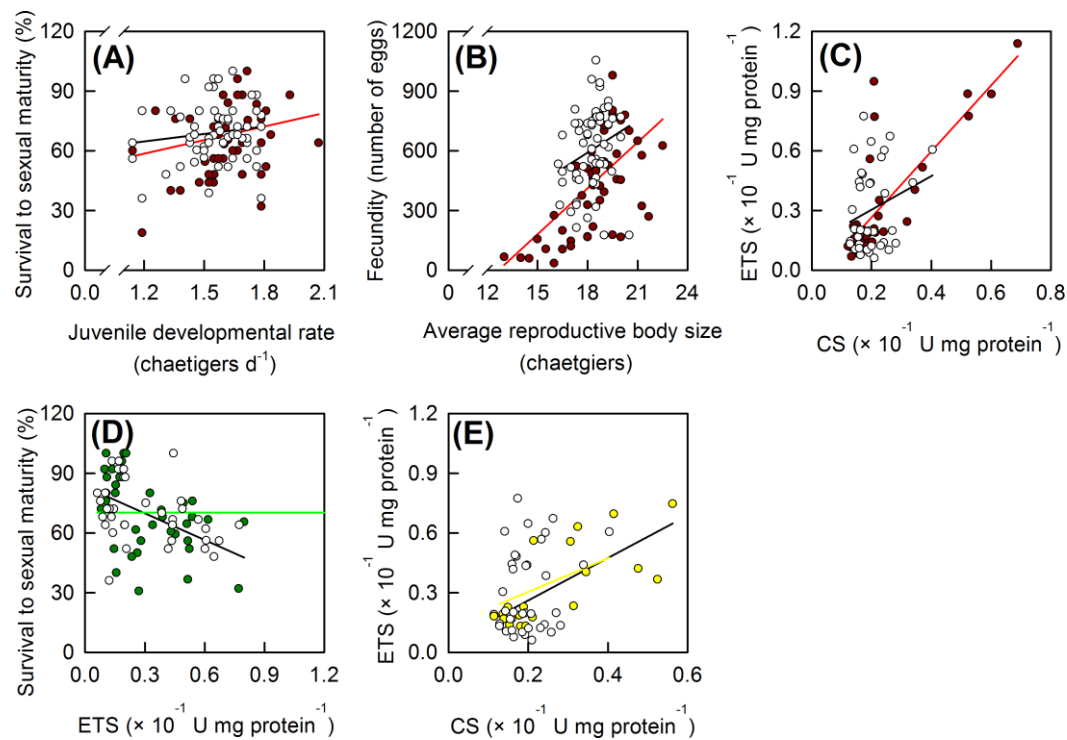 (A)
Survival to sexual maturity (%)
120
90
60
30
0
1.2 1.5 1.8 2.1
Juvenile developmental rate
(chaetigers d⁻¹)
(B)
Fecundity (number of eggs)
1200
900
600
300
0
12 15 18 21 24
Average reproductive body size
(chaetgiers)
(C)
ETS (× 10⁻¹ U mg protein⁻¹)
1.2
0.9
0.6
0.3
0.0
0.0 0.2 0.4 0.6 0.8
CS (× 10⁻¹ U mg protein⁻¹)
(D)
Survival to sexual maturity (%)
120
90
60
30
0
0.0 0.3 0.6 0.9 1.2
ETS (× 10⁻¹ U mg protein⁻¹)
(E)
ETS (× 10⁻¹ U mg protein⁻¹)
1.2
0.9
0.6
0.3
0.0
0.0 0.2 0.4 0.6
CS (× 10⁻¹ U mg protein⁻¹)